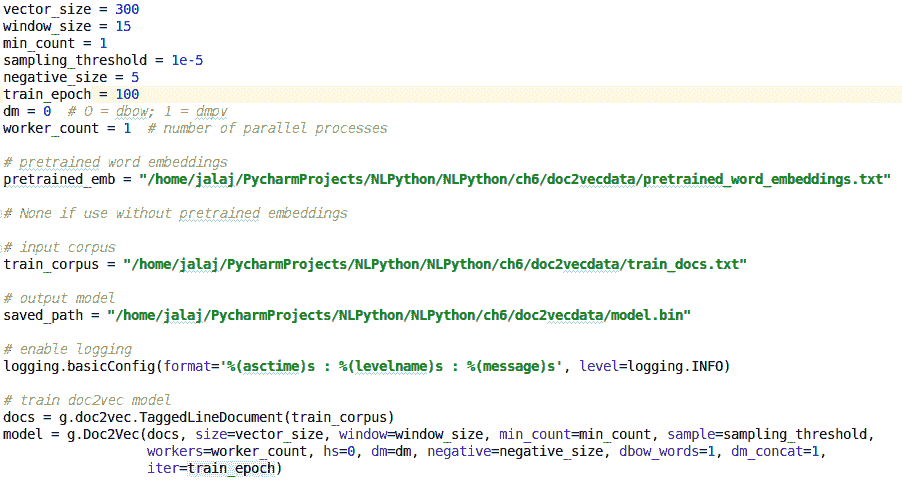 vector_size = 300
window_size = 15
min_count = 1
sampling_threshold = 1e-5
negative_size = 5
train_epoch = 100
dm = 0  # 0 = dbow; 1 = dmpv
worker_count = 1  # number of parallel processes
# pretrained word embeddings
pretrained_emb = "/home/jalaj/PycharmProjects/NLPython/NLPython/ch6/doc2vecdata/pretrained_word_embeddings.txt"
# None if use without pretrained embeddings
# input corpus
train_corpus = "/home/jalaj/PycharmProjects/NLPython/NLPython/ch6/doc2vecdata/train_docs.txt"
# output model
saved_path = "/home/jalaj/PycharmProjects/NLPython/NLPython/ch6/doc2vecdata/model.bin"
# enable logging
logging.basicConfig(format='%(asctime)s : %(levelname)s : %(message)s', level=logging.INFO)
# train doc2vec model
docs = g.doc2vec.TaggedLineDocument(train_corpus)
model = g.Doc2Vec(docs, size=vector_size, window=window_size, min_count=min_count, sample=sampling_threshold,
workers=worker_count, hs=0, dm=dm, negative=negative_size, dbow_words=1, dm_concat=1,
iter=train_epoch)